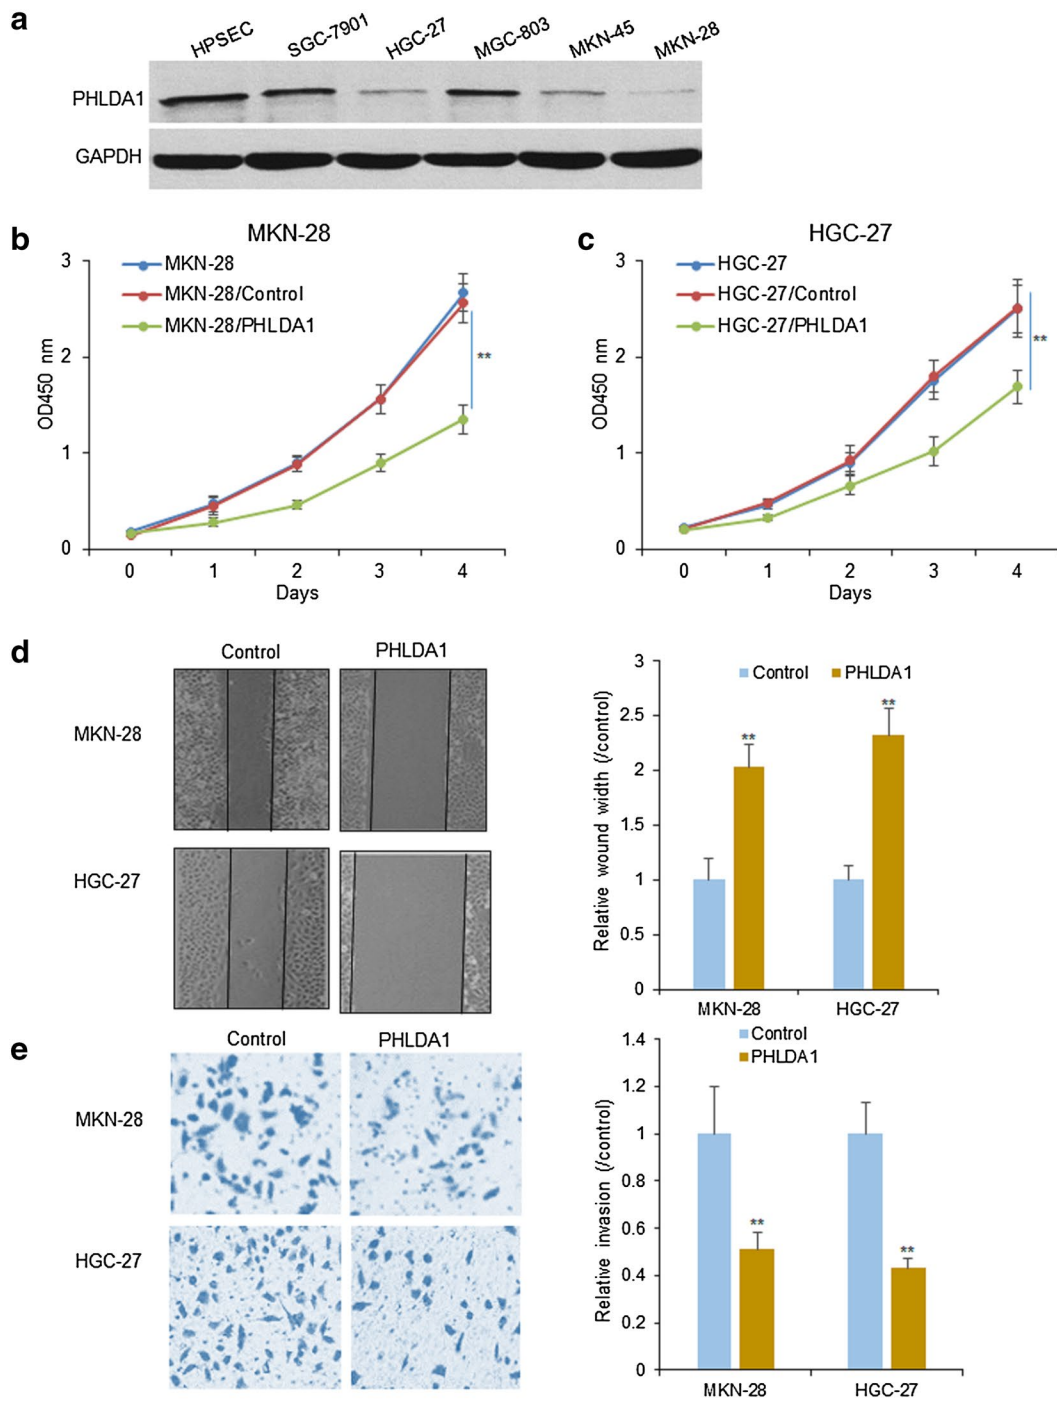 a
HPSEC SGC-7901 HGC-27 MGC-803 MKN-45 MKN-28
PHLDA1
GAPDH
b
MKN-28
3
2
1
0
OD450 nm
MKN-28
MKN-28/Control
MKN-28/PHLDA1
**
0 1 2 3 4
Days
c
HGC-27
3
2
1
0
OD450 nm
HGC-27
HGC-27/Control
HGC-27/PHLDA1
**
0 1 2 3 4
Days
d
Control PHLDA1
MKN-28
HGC-27
3
2.5
2
1.5
1
0.5
0
Relative wound width (/control)
Control PHLDA1
** **
MKN-28 HGC-27
e
Control PHLDA1
MKN-28
HGC-27
1.4
1.2
1
0.8
0.6
0.4
0.2
0
Relative invasion (/control)
Control
PHLDA1
** **
MKN-28 HGC-27